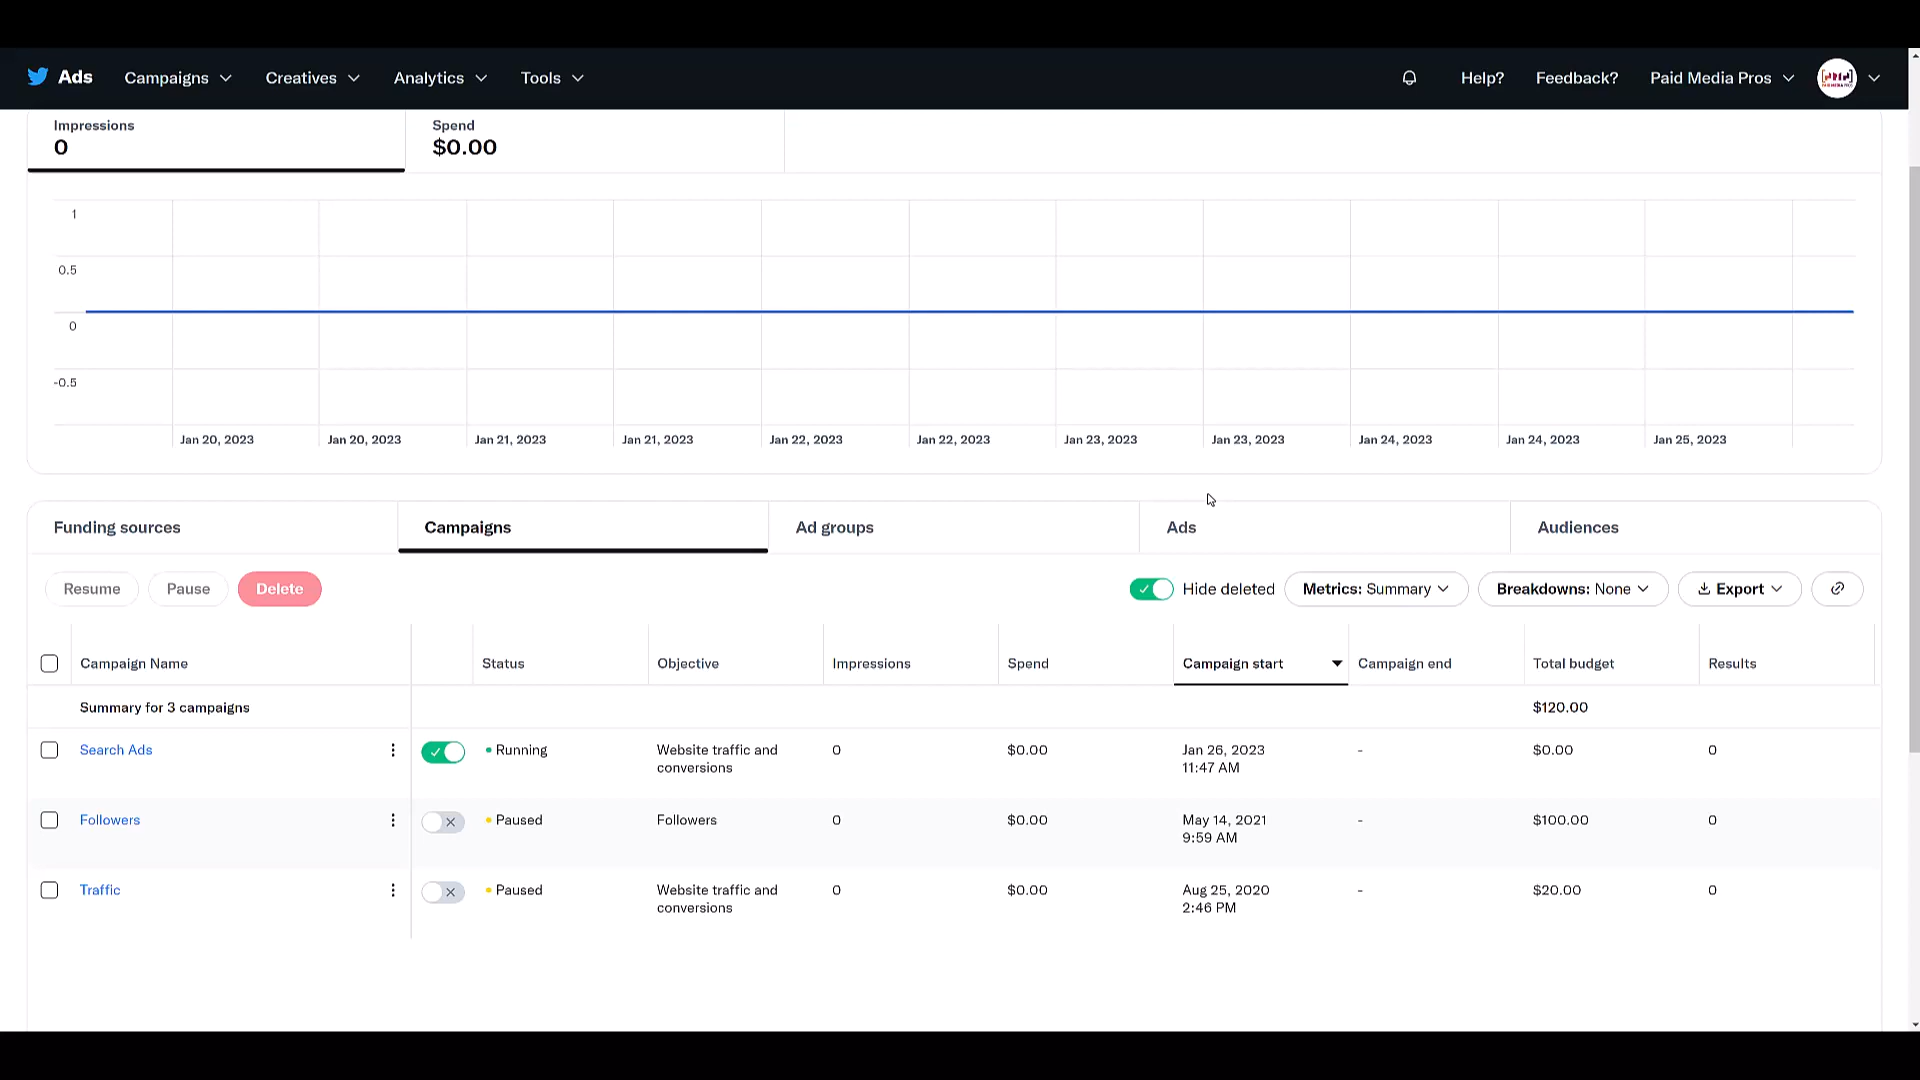 Ads Campaigns Creatives Analytics Tools Help? Feedback? Paid Media Pros
Impressions Spend
0 $0.00
1
0.5
0
-0.5
Jan 20, 2023 Jan 20, 2023 Jan 21, 2023 Jan 21, 2023 Jan 22, 2023 Jan 22, 2023 Jan 23, 2023 Jan 23, 2023 Jan 24, 2023 Jan 24, 2023 Jan 25, 2023
Funding sources Campaigns Ad groups Ads Audiences
Resume Pause Delete Hide deleted Metrics: Summary Breakdowns: None Export
Campaign Name Status Objective Impressions Spend Campaign start Campaign end Total budget Results
Summary for 3 campaigns $120.00
Search Ads Running Website traffic and 0 $0.00 Jan 26, 2023 - $0.00 0
conversions 11:47 AM
Followers Paused Followers 0 $0.00 May 14, 2021 - $100.00 0
9:59 AM
Traffic Paused Website traffic and 0 $0.00 Aug 25, 2020 - $20.00 0
conversions 2:46 PM